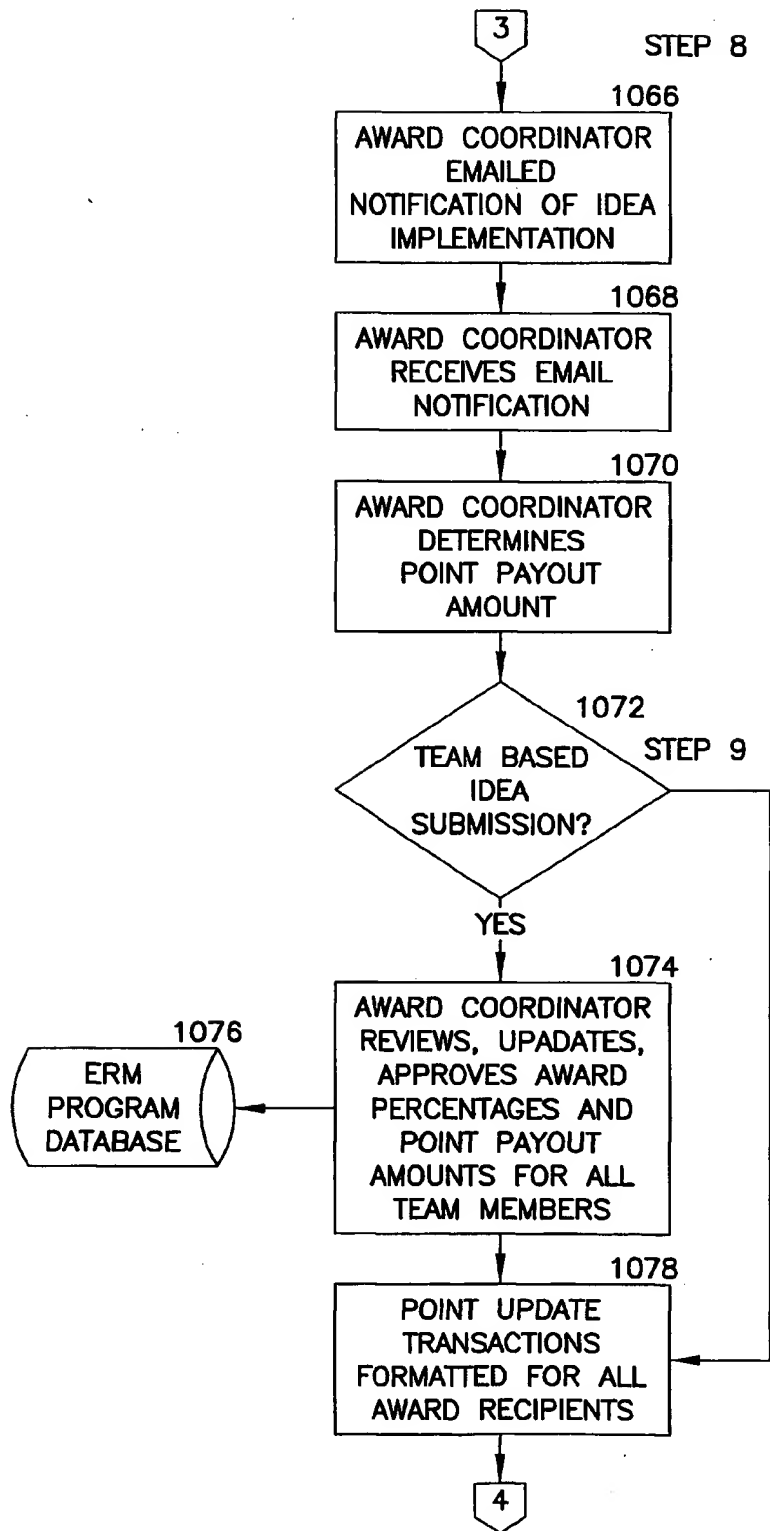 3
STEP 8
1066
AWARD COORDINATOR
EMAILED
NOTIFICATION OF IDEA
IMPLEMENTATION
1068
AWARD COORDINATOR
RECEIVES EMAIL
NOTIFICATION
1070
AWARD COORDINATOR
DETERMINES
POINT PAYOUT
AMOUNT
1072
STEP 9
TEAM BASED
IDEA
SUBMISSION?
YES
1074
AWARD COORDINATOR
REVIEWS, UPADATES,
APPROVES AWARD
PERCENTAGES AND
POINT PAYOUT
AMOUNTS FOR ALL
TEAM MEMBERS
1076
ERM
PROGRAM
DATABASE
1078
POINT UPDATE
TRANSACTIONS
FORMATTED FOR ALL
AWARD RECIPIENTS
4